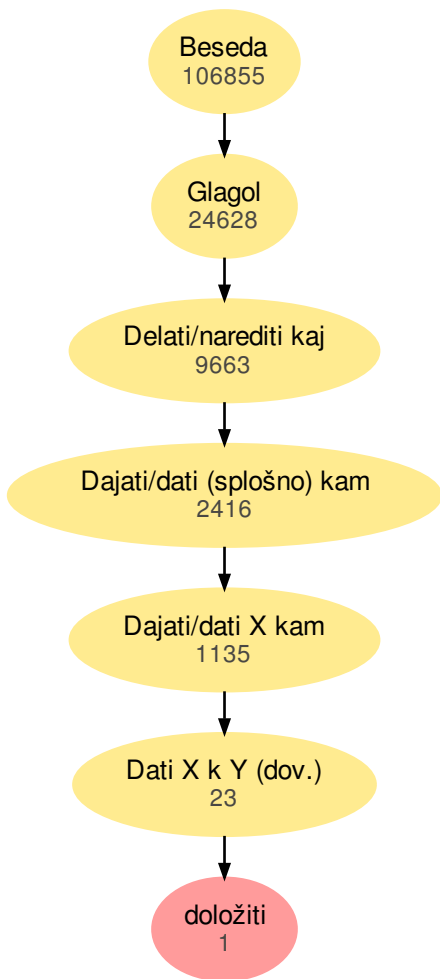 Beseda
106855
Glagol
24628
Delati/narediti kaj
9663
Dajati/dati (splošno) kam
2416
Dajati/dati X kam
1135
Dati X k Y (dov.)
23
doložiti
1